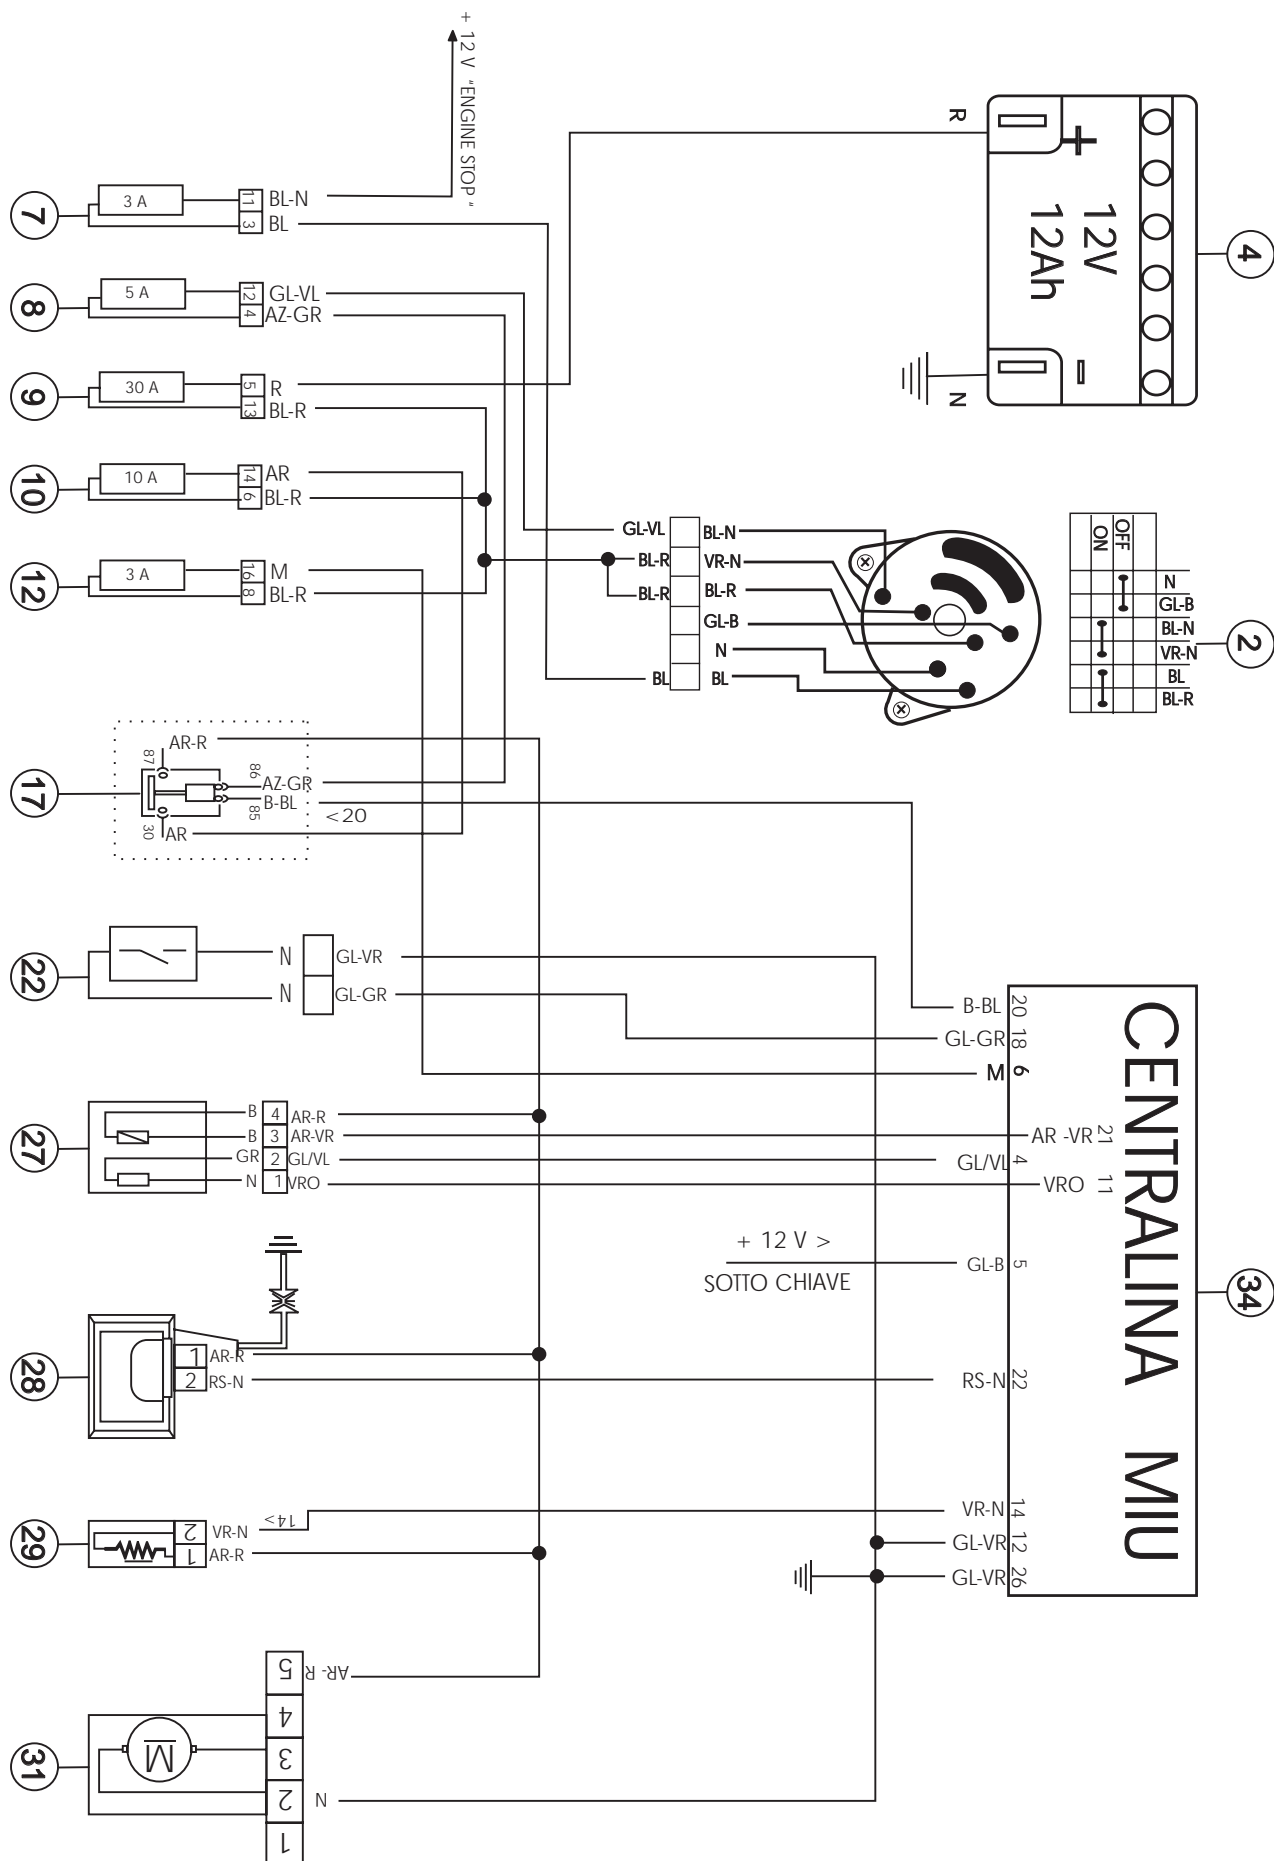 + 12 V "ENGINE STOP"
7
3 A
11
BL-N
3
BL
8
5 A
12
GL-VL
4
AZ-GR
9
30 A
5
R
13
BL-R
10
10 A
14
AR
6
BL-R
12
3 A
16
M
8
BL-R
R
+
12V
12Ah
-
N
4
GL-VL
BL-R
BL-R
BL
BL-N
VR-N
BL-R
GL-B
N
BL
OFF
ON
N
GL-B
BL-N
VR-N
BL
BL-R
2
17
87
AR-R
86
AZ-GR
85
B-BL
30
AR
<20
22
N
GL-VR
N
GL-GR
27
B
4
AR-R
B
3
AR-VR
GR
2
GL/VL
N
1
VRO
28
1
AR-R
2
RS-N
29
2
VR-N
14>
1
AR-R
31
M
5
AR- R
4
3
2
N
1
CENTRALINA MIU
34
B-BL
20
GL-GR
18
M
6
AR -VR
21
GL/VL
4
VRO
11
+ 12 V >
SOTTO CHIAVE
GL-B
5
RS-N
22
VR-N
14
GL-VR
12
GL-VR
26